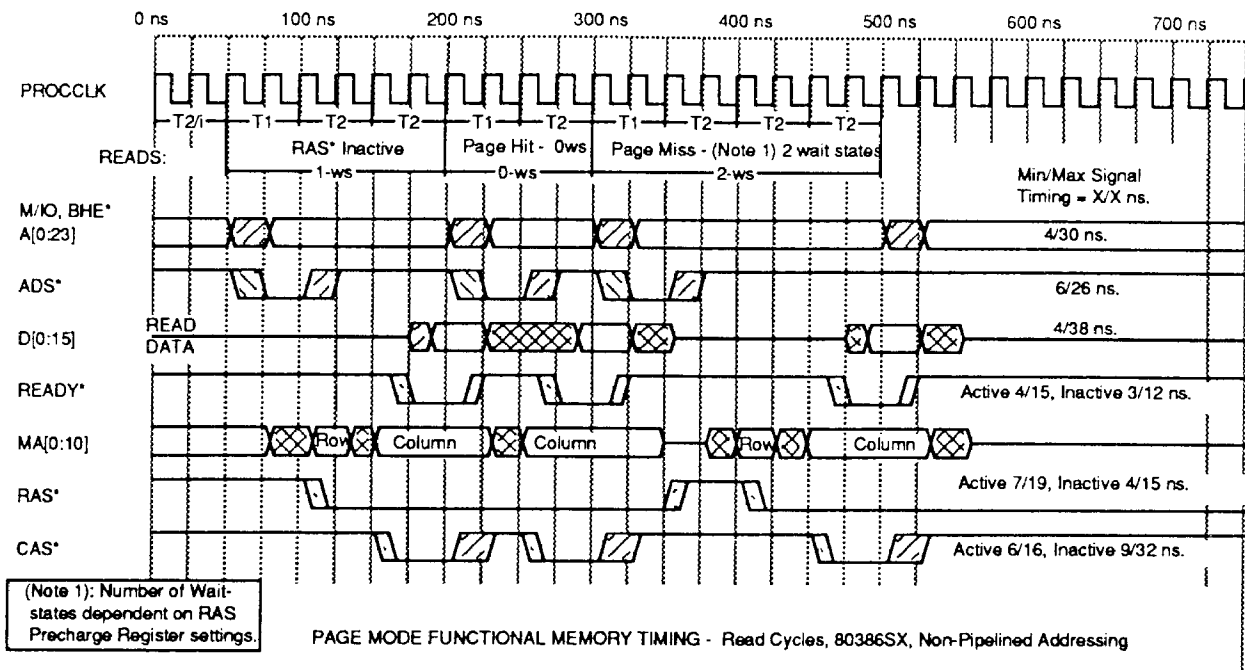 0 ns 100 ns 200 ns 300 ns 400 ns 500 ns 600 ns 700 ns
PROCCLK
T2/i T1 T2 T2 T1 T2 T1 T2 T2 T2
READS: RAS* Inactive Page Hit - 0ws Page Miss - (Note 1) 2 wait states
1-ws 0-ws 2-ws
Min/Max Signal
Timing = X/X ns.
M/IO, BHE*
A[0:23] 4/30 ns.
ADS* 6/26 ns.
D[0:15] READ DATA 4/38 ns.
READY* Active 4/15, Inactive 3/12 ns.
MA[0:10] Row Column Column Row Column
RAS* Active 7/19, Inactive 4/15 ns.
CAS* Active 6/16, Inactive 9/32 ns.
(Note 1): Number of Wait-
states dependent on RAS
Precharge Register settings.
PAGE MODE FUNCTIONAL MEMORY TIMING - Read Cycles, 80386SX, Non-Pipelined Addressing